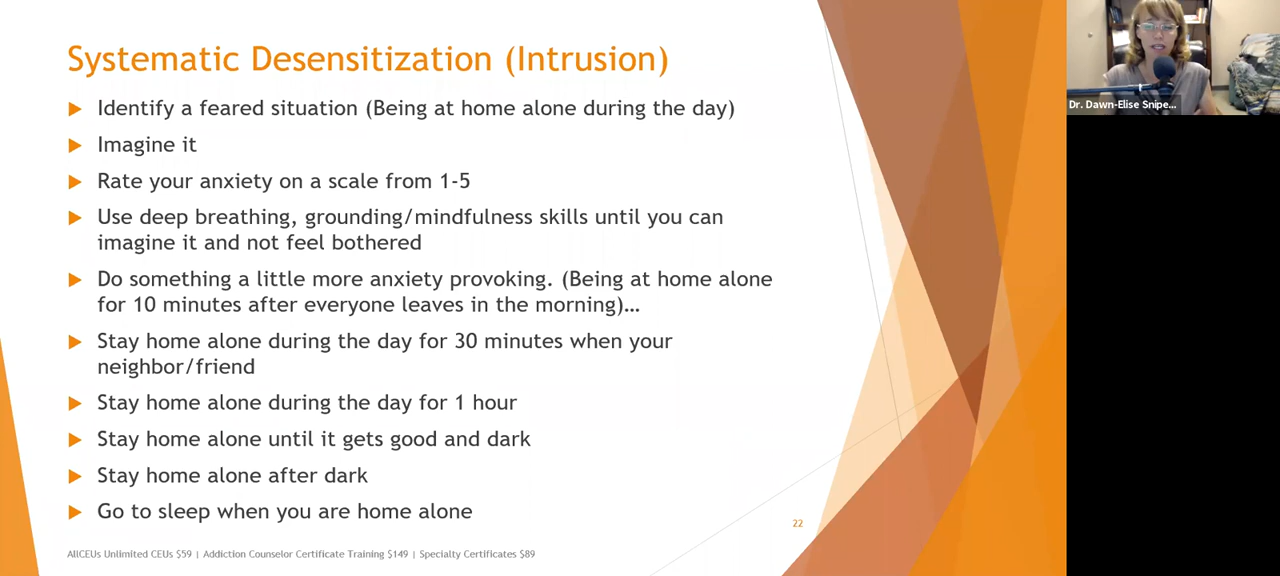 Systematic Desensitization (Intrusion)
Identify a feared situation (Being at home alone during the day)
Imagine it
Rate your anxiety on a scale from 1-5
Use deep breathing, grounding/mindfulness skills until you can
imagine it and not feel bothered
Do something a little more anxiety provoking. (Being at home alone
for 10 minutes after everyone leaves in the morning)…
Stay home alone during the day for 30 minutes when your
neighbor/friend
Stay home alone during the day for 1 hour
Stay home alone until it gets good and dark
Stay home alone after dark
Go to sleep when you are home alone
22
AllCEUs Unlimited CEUs $59 | Addiction Counselor Certificate Training $149 | Specialty Certificates $89
Dr. Dawn-Elise Snipe...